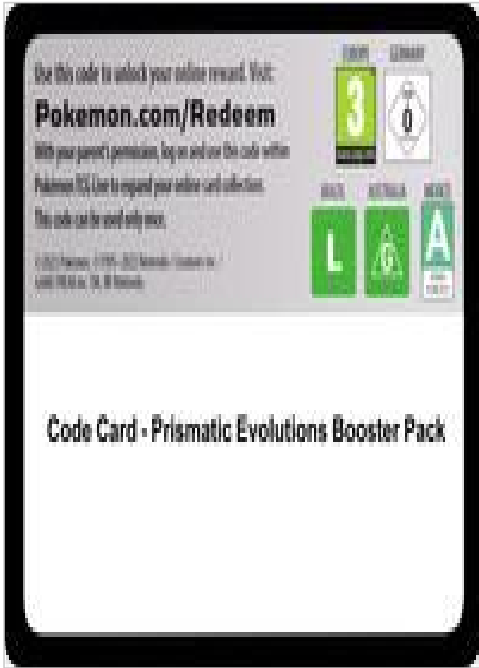 Use this code to unlock your online reward. Visit:
Pokemon.com/Redeem
With your parent's permission, log on and use this code within
Pokémon TCG Live to expand your online card collection.
This code can be used only once.
EUROPE GERMANY
3
0
BRAZIL AUSTRALIA MEXICO
L
G
A
Code Card - Prismatic Evolutions Booster Pack